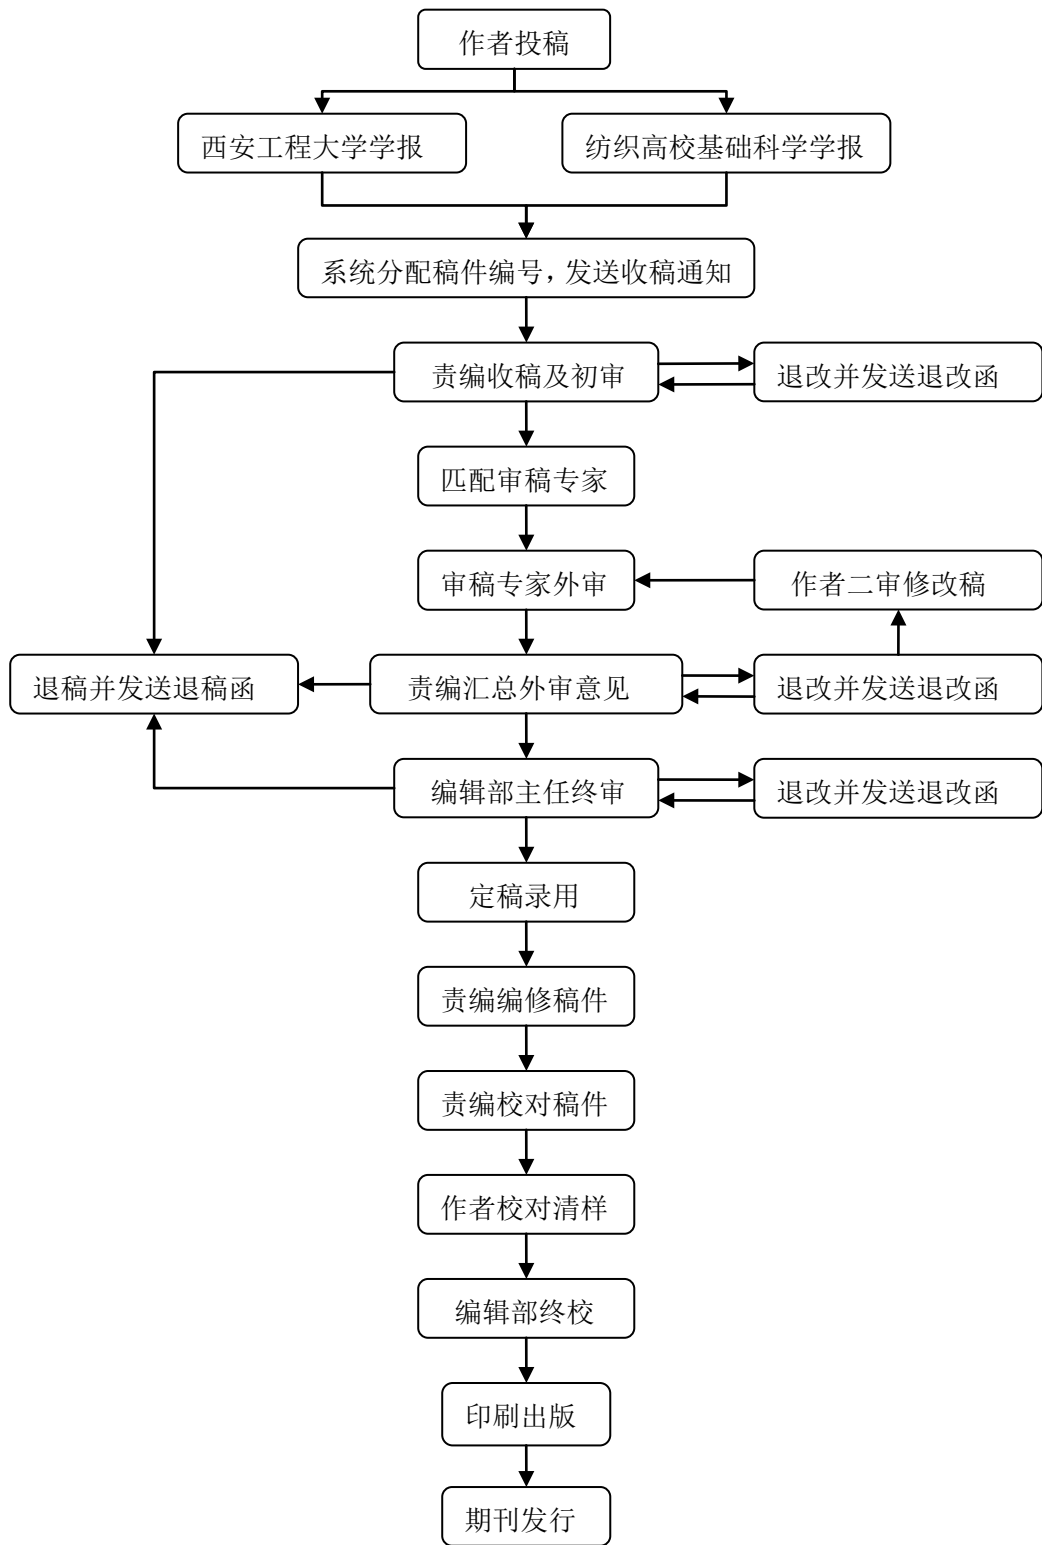 作者投稿
西安工程大学学报
纺织高校基础科学学报
系统分配稿件编号，发送收稿通知
责编收稿及初审
退改并发送退改函
匹配审稿专家
审稿专家外审
作者二审修改稿
退稿并发送退稿函
责编汇总外审意见
退改并发送退改函
编辑部主任终审
退改并发送退改函
定稿录用
责编编修稿件
责编校对稿件
作者校对清样
编辑部终校
印刷出版
期刊发行